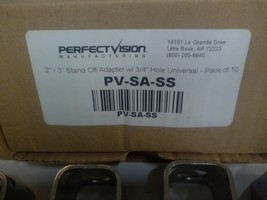 PERFECTVISION
MANUFACTURING
16101 La Grande Drive
Little Rock, AR 72223
(800) 205-8640
2" - 3" Stand Off Adapter w/ 3/4" Hole Universal - Pack of 10
PV-SA-SS
PV-SA-SS